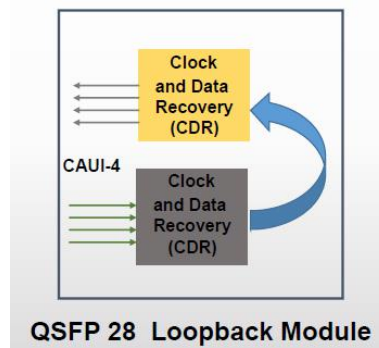 Clock
and Data
Recovery
(CDR)
CAUI-4
Clock
and Data
Recovery
(CDR)
QSFP 28 Loopback Module